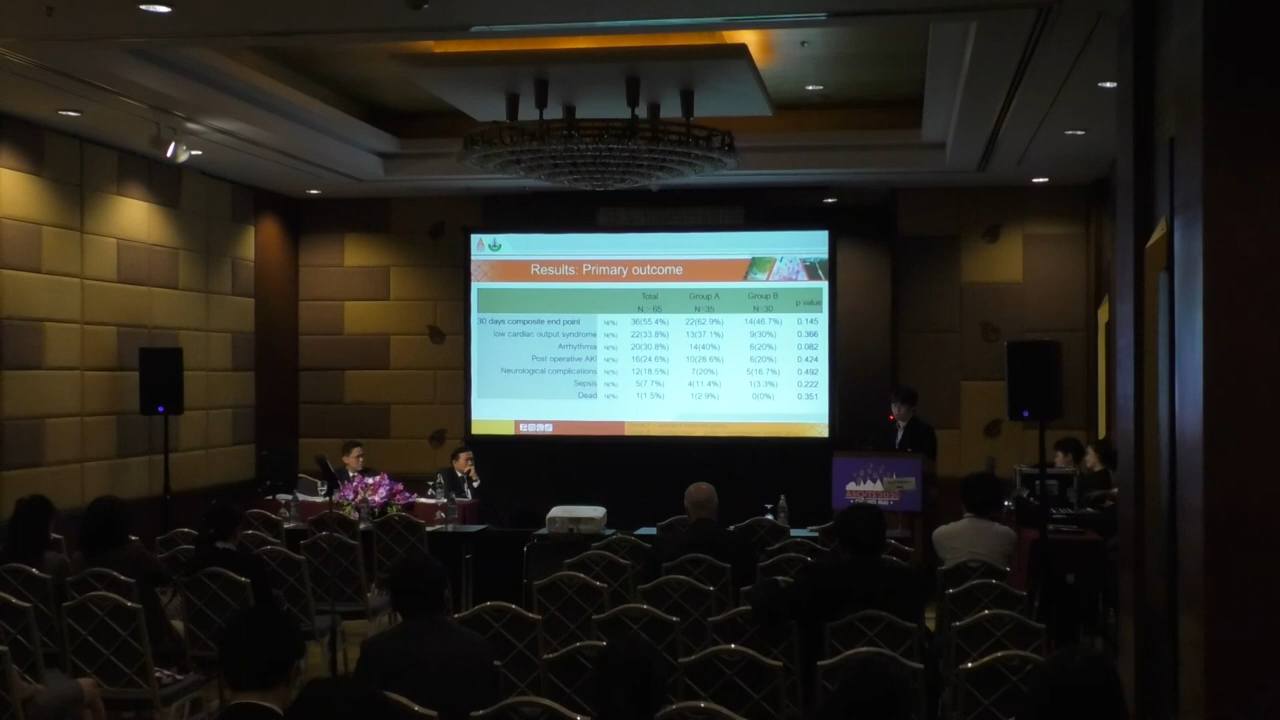 Results: Primary outcome
Total Group A Group B p value
N = 65 N=35 N=30
30 days composite end point N(%) 36(55.4%) 22(62.9%) 14(46.7%) 0.145
low cardiac output syndrome N(%) 22(33.8%) 13(37.1%) 9(30%) 0.366
Arrhythmia N(%) 20(30.8%) 14(40%) 6(20%) 0.082
Post operative AKI N(%) 16(24.6%) 10(28.6%) 6(20%) 0.424
Neurological complications N(%) 12(18.5%) 7(20%) 5(16.7%) 0.492
Sepsis N(%) 5(7.7%) 4(11.4%) 1(3.3%) 0.222
Dead N(%) 1(1.5%) 1(2.9%) 0(0%) 0.351